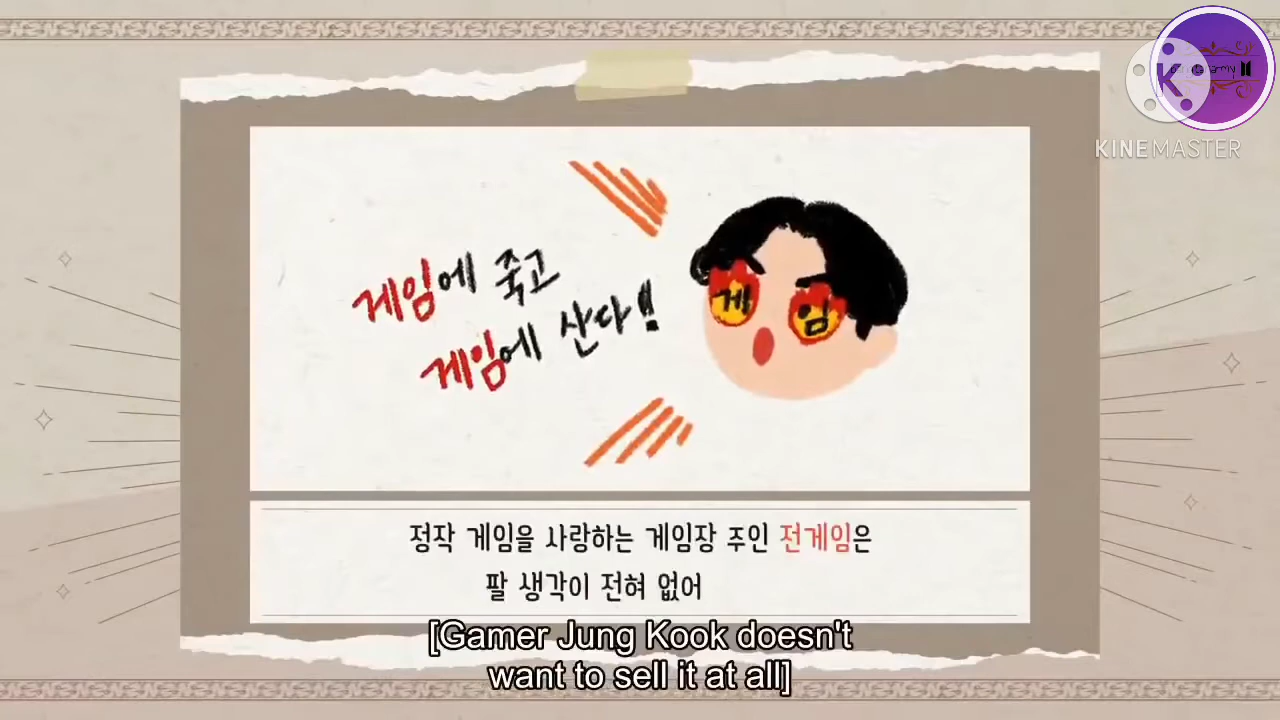 KINEMASTER
K
게임에 죽고
게임에 산다!!
게 임
정작 게임을 사랑하는 게임장 주인 전게임은
팔 생각이 전혀 없어
[Gamer Jung Kook doesn't
want to sell it at all]